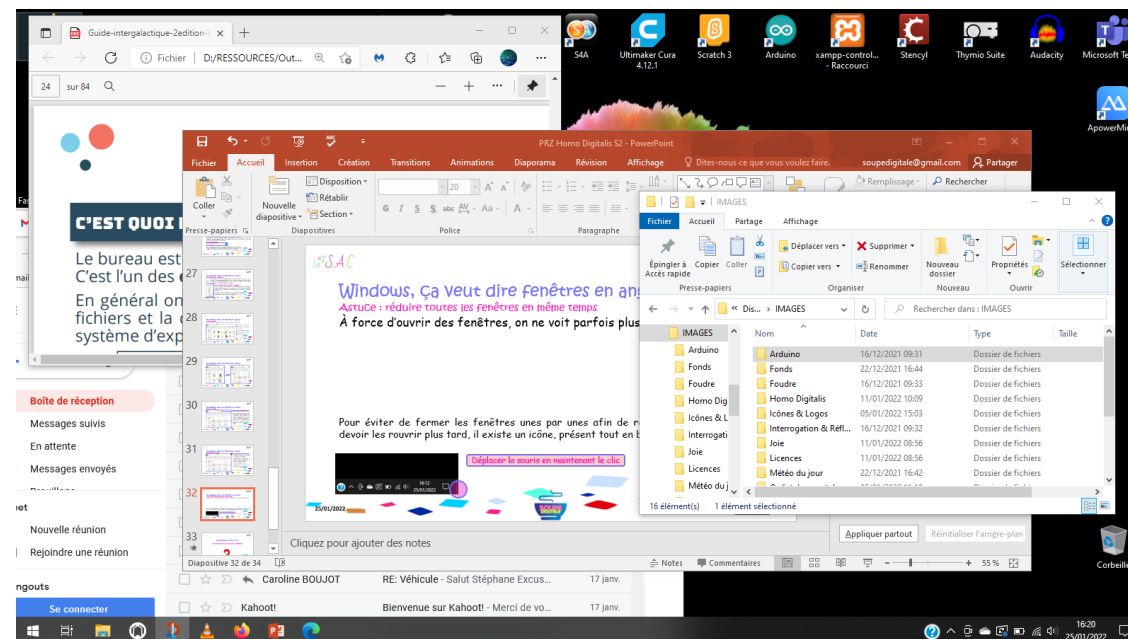 Guide-intergalactique-2edition-
Fichier D:/RESSOURCES/Out...
24 sur 84
C'EST QUOI
Le bureau est
C'est l'un des
En général on
fichiers et la
système d'exp
S4A
Ultimaker Cura 4.12.1
Scratch 3
Arduino
xampp-control... - Raccourci
Stencyl
Thymio Suite
Audacity
Microsoft Te
ApowerMir
Corbeille
PRZ Homo Digitalis S2 - PowerPoint
Fichier Accueil Insertion Création Transitions Animations Diaporama Révision Affichage Dites-nous ce que vous voulez faire. soupedigitale@gmail.com Partager
Coller
Nouvelle diapositive
Disposition
Rétablir
Section
20
Remplissage
Rechercher
Presse-papiers Diapositives Police Paragraphe
27
28
29
30
31
32
33
SAC
Windows, ça veut dire fenêtres en an
Astuce : réduire toutes les fenêtres en même temps
À force d'ouvrir des fenêtres, on ne voit parfois plus
Pour éviter de fermer les fenêtres unes par unes afin de r
devoir les rouvrir plus tard, il existe un icône, présent tout en b
Déplacer la souris en maintenant le clic
16:12
25/01/2022
25/01/2022
SOUPE DIGITALE
Cliquez pour ajouter des notes
Diapositive 32 de 34
Notes Commentaires 55 %
Appliquer partout Réinitialiser l'arrière-plan
IMAGES
Fichier Accueil Partage Affichage
Épingler à Accès rapide
Copier Coller
Déplacer vers
Copier vers
Supprimer
Renommer
Nouveau dossier
Propriétés
Sélectionner
Presse-papiers Organiser Nouveau Ouvrir
« Dis... > IMAGES
Rechercher dans : IMAGES
IMAGES
Arduino
Fonds
Foudre
Homo Dig
Icônes & L
Interrogati
Joie
Licences
Météo du j
Nom Date Type Taille
Arduino 16/12/2021 09:31 Dossier de fichiers
Fonds 22/12/2021 16:44 Dossier de fichiers
Foudre 16/12/2021 09:33 Dossier de fichiers
Homo Digitalis 11/01/2022 10:09 Dossier de fichiers
Icônes & Logos 05/01/2022 15:03 Dossier de fichiers
Interrogation & Réfl... 16/12/2021 09:32 Dossier de fichiers
Joie 11/01/2022 08:56 Dossier de fichiers
Licences 11/01/2022 08:56 Dossier de fichiers
Météo du jour 22/12/2021 16:42 Dossier de fichiers
16 élément(s) 1 élément sélectionné
Boîte de réception
Messages suivis
En attente
Messages envoyés
Nouvelle réunion
Rejoindre une réunion
ngouts
Se connecter
Caroline BOUJOT RE: Véhicule - Salut Stéphane Excus... 17 janv.
Kahoot! Bienvenue sur Kahoot! - Merci de vo... 17 janv.
16:20
25/01/2022